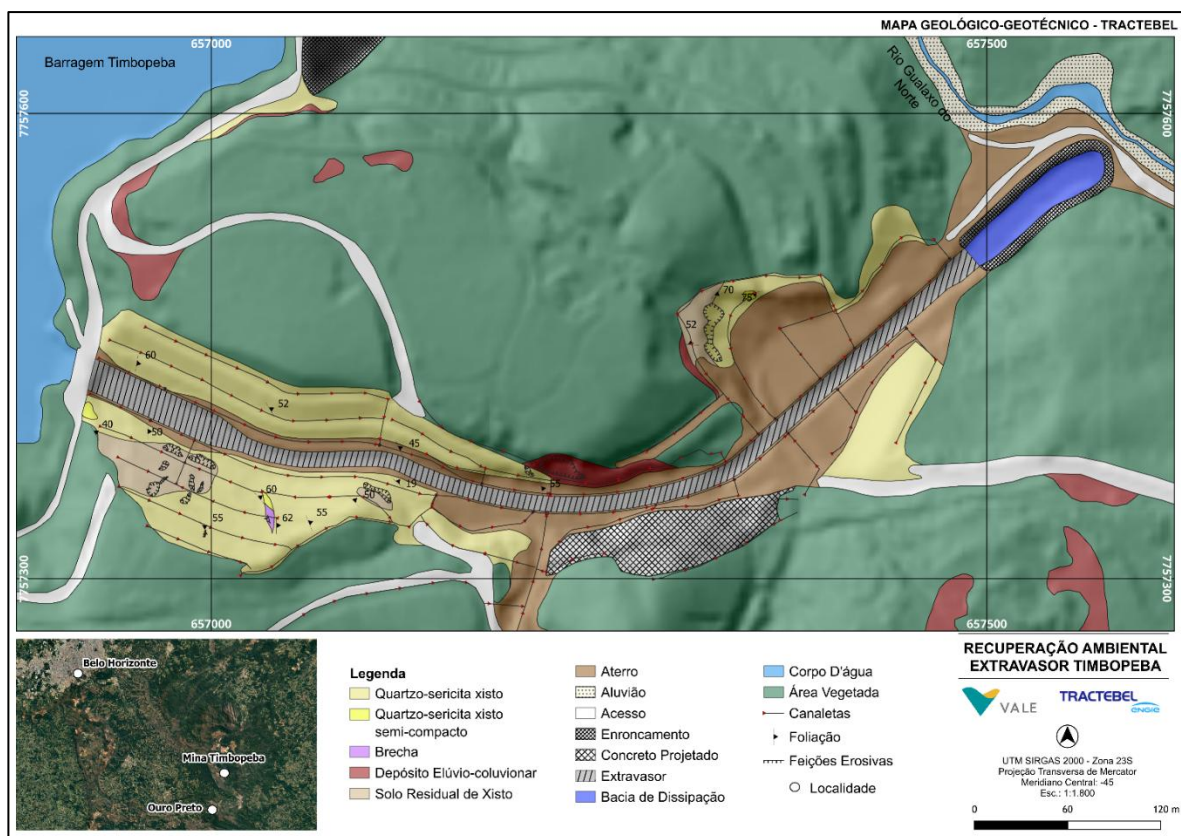 MAPA GEOLÓGICO-GEOTÉCNICO - TRACTEBEL
657000
657500
Barragem Timbopeba
Rio Gualaxo do
Norte
7757600
7757600
70
75
52
60
52
40
50
45
19
55
60
50
55
62
55
7757300
7757300
Belo Horizonte
Mina Timbopeba
Ouro Preto
Legenda
Quartzo-sericita xisto
Quartzo-sericita xisto
semi-compacto
Brecha
Depósito Elúvio-coluvionar
Solo Residual de Xisto
Aterro
Aluvião
Acesso
Enroncamento
Concreto Projetado
Extravasor
Bacia de Dissipação
Corpo D'água
Área Vegetada
Canaletas
Foliação
Feições Erosivas
Localidade
RECUPERAÇÃO AMBIENTAL
EXTRAVASOR TIMBOPEBA
VALE
TRACTEBEL
ENGIE
UTM SIRGAS 2000 - Zona 23S
Projeção Transversa de Mercator
Meridiano Central: -45
Esc.: 1:1.800
0 60 120 m